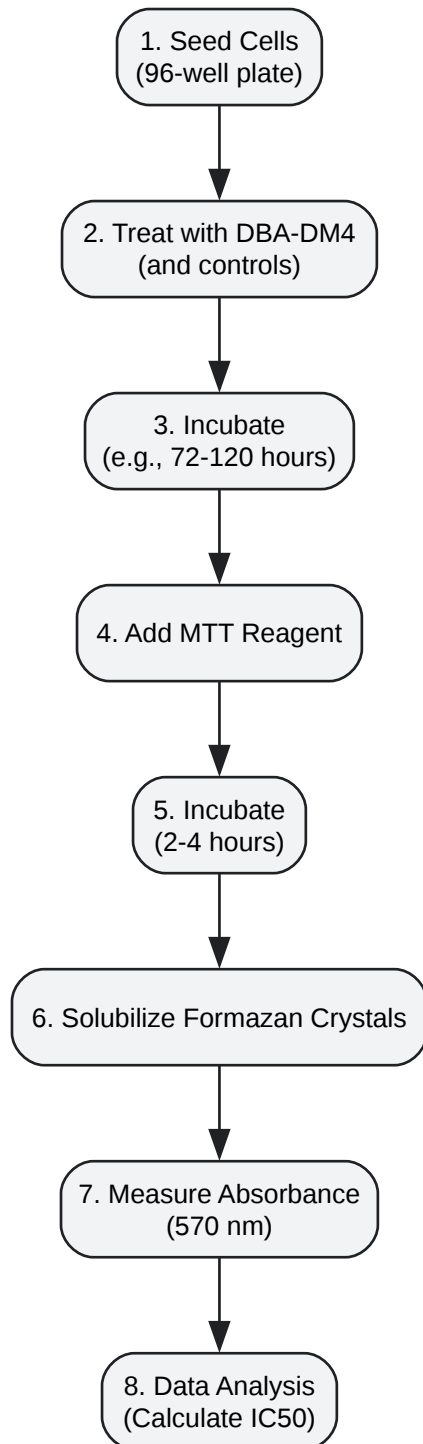 1. Seed Cells
(96-well plate)
2. Treat with DBA-DM4
(and controls)
3. Incubate
(e.g., 72-120 hours)
4. Add MTT Reagent
5. Incubate
(2-4 hours)
6. Solubilize Formazan Crystals
7. Measure Absorbance
(570 nm)
8. Data Analysis
(Calculate IC50)